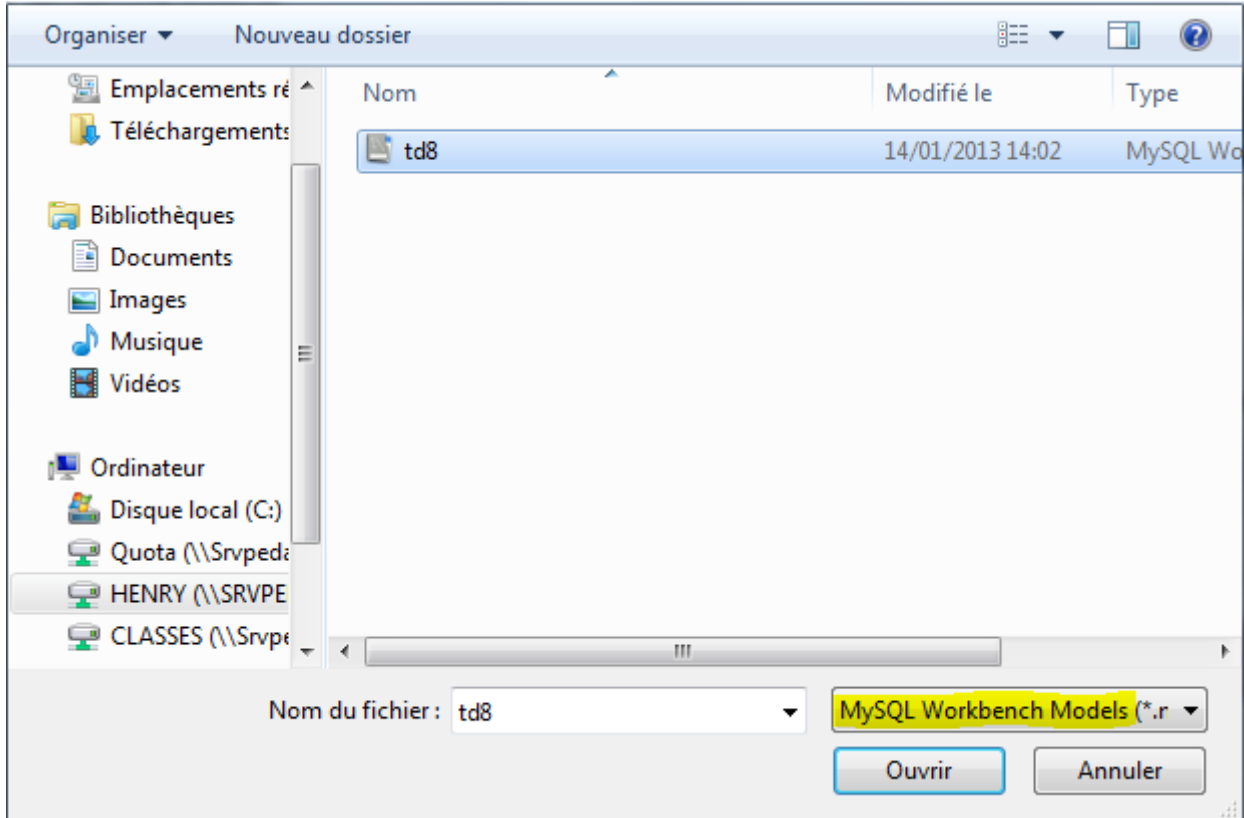 Organiser Nouveau dossier
Emplacements ré
Téléchargements
Bibliothèques
Documents
Images
Musique
Vidéos
Ordinateur
Disque local (C:)
Quota (\\Srvpeda
HENRY (\\SRVPE
CLASSES (\\Srvpe
Nom Modifié le Type
td8 14/01/2013 14:02 MySQL Wo
Nom du fichier : td8 MySQL Workbench Models (*.r
Ouvrir Annuler